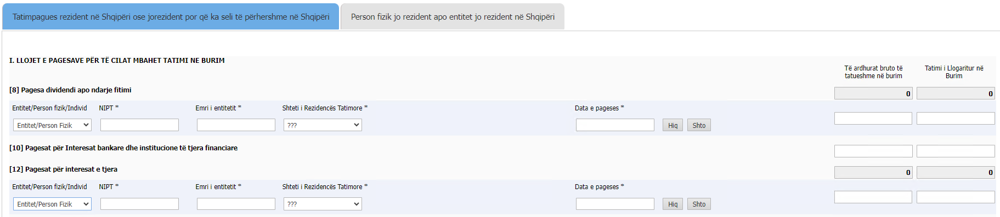 Tatimpagues rezident në Shqipëri ose jorezident por që ka seli të përhershme në Shqipëri
Person fizik jo rezident apo entitet jo rezident në Shqipëri
I. LLOJET E PAGESAVE PËR TË CILAT MBAHET TATIMI NE BURIM
Të ardhurat bruto të tatueshme në burim
Tatimi i Llogaritur në Burim
[8] Pagesa dividendi apo ndarje fitimi
0 0
Entitet/Person fizik/Individ NIPT * Emri i entitetit * Shteti i Rezidencës Tatimore * Data e pageses *
Entitet/Person Fizik ??? Hiq Shto
[10] Pagesat për Interesat bankare dhe institucione të tjera financiare
[12] Pagesat për interesat e tjera
0 0
Entitet/Person fizik/Individ NIPT * Emri i entitetit * Shteti i Rezidencës Tatimore * Data e pageses *
Entitet/Person Fizik ??? Hiq Shto